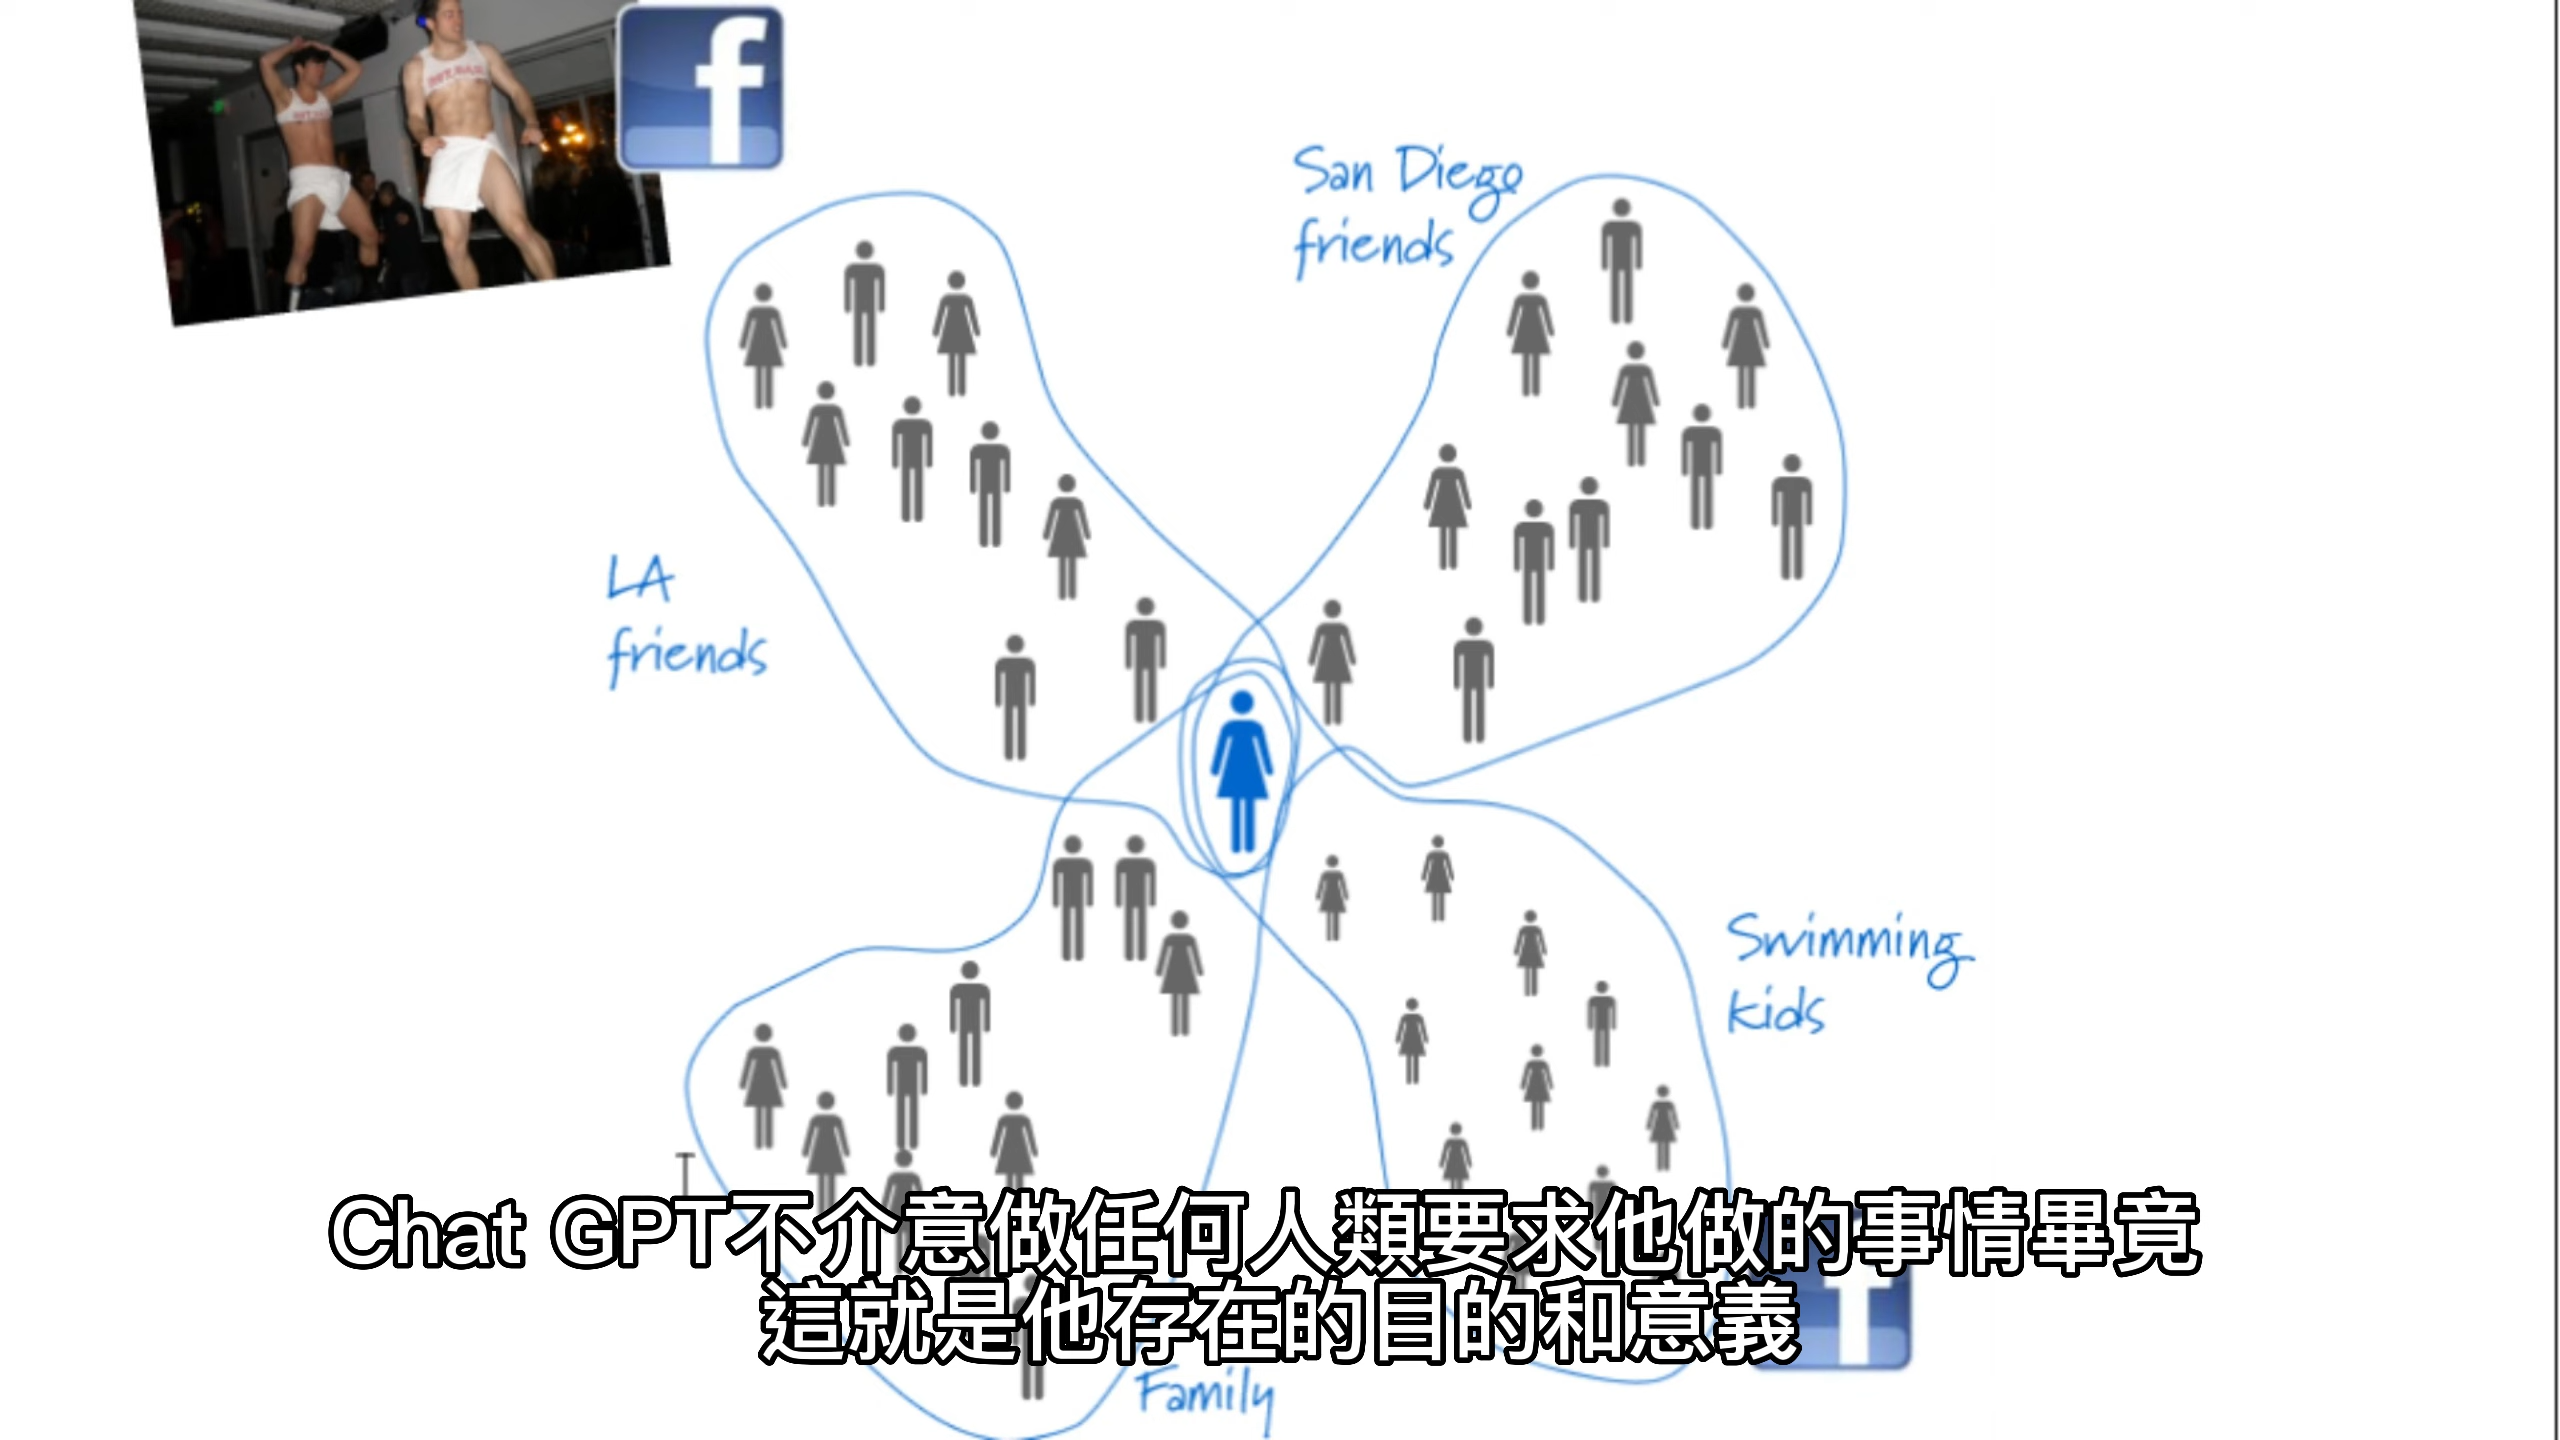 f
San Diego
friends
LA
friends
Swimming
kids
Chat GPT不介意做任何人類要求他做的事情畢竟
這就是他存在的目的和意義
f
Family